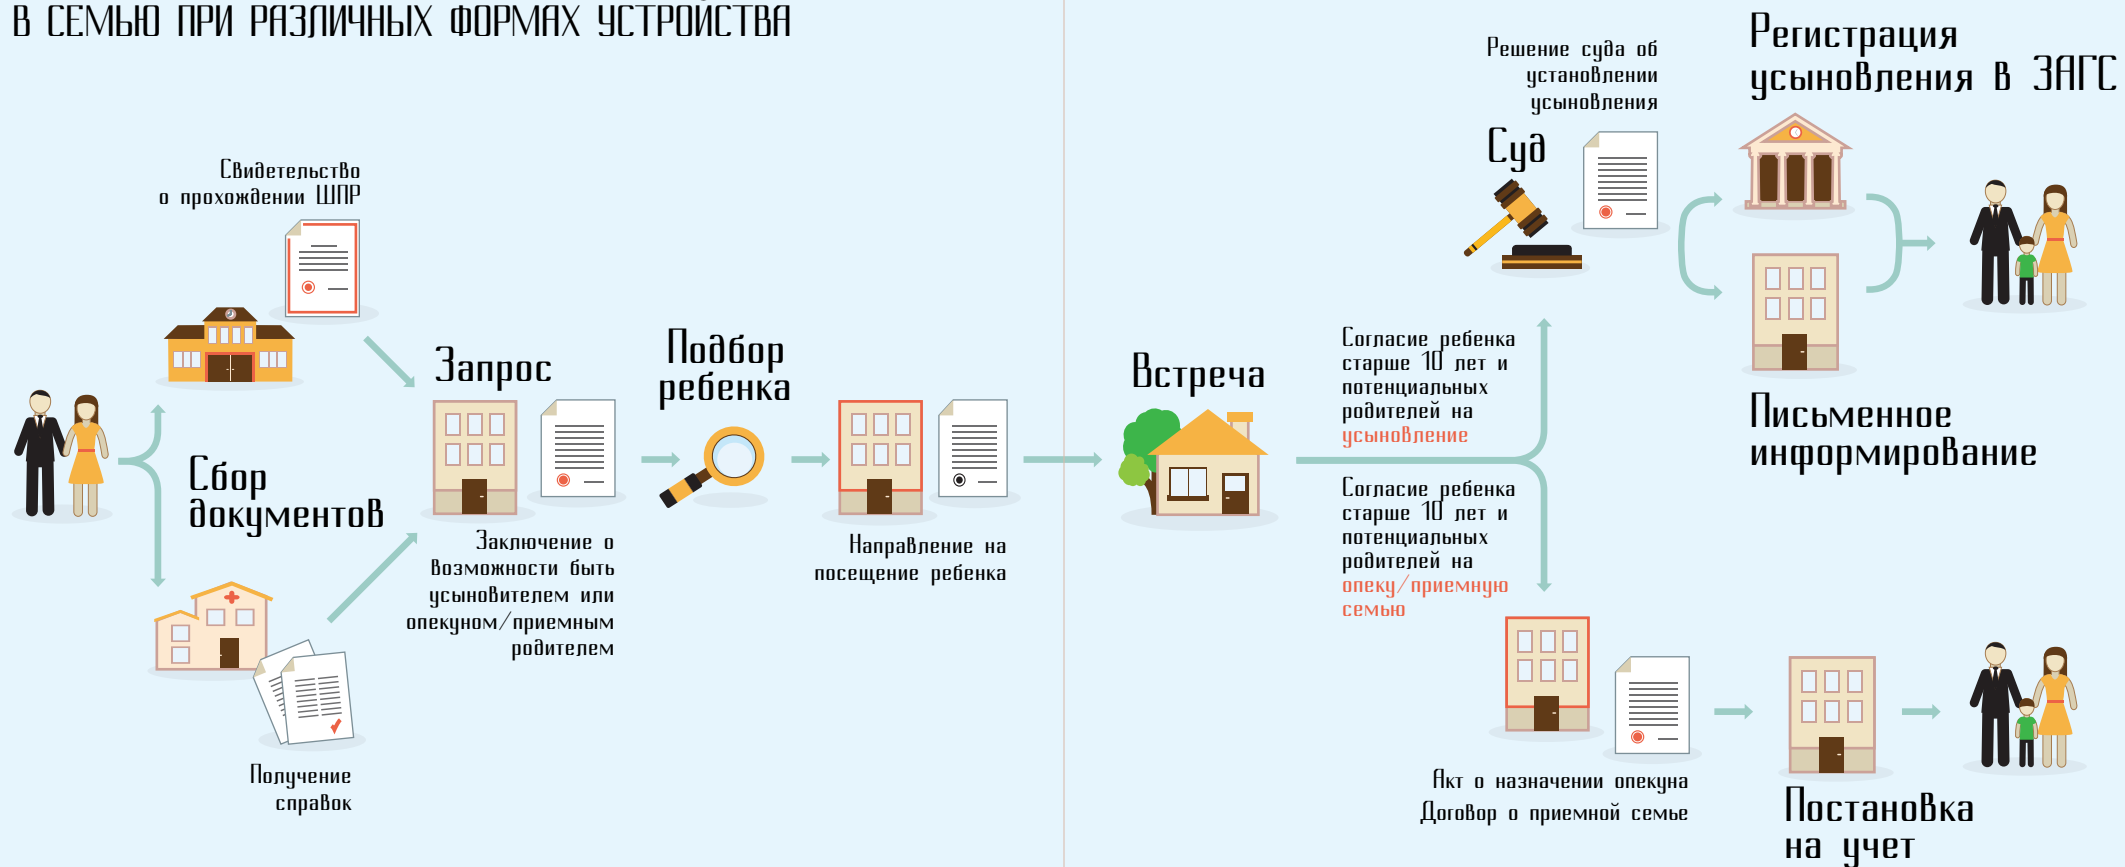 В СЕМЬЮ ПРИ РАЗЛИЧНЫХ ФОРМАХ УСТРОЙСТВА
Свидетельство
о прохождении ШПР
Сбор
документов
Получение
справок
Запрос
Заключение о
возможности быть
усыновителем или
опекуном/приемным
родителем
Подбор
ребенка
Направление на
посещение ребенка
Встреча
Согласие ребенка
старше 10 лет и
потенциальных
родителей на
усыновление
Согласие ребенка
старше 10 лет и
потенциальных
родителей на
опеку/приемную
семью
Решение суда об
установлении
усыновления
Суд
Регистрация
усыновления в ЗАГС
Письменное
информирование
Акт о назначении опекуна
Договор о приемной семье
Постановка
на учет